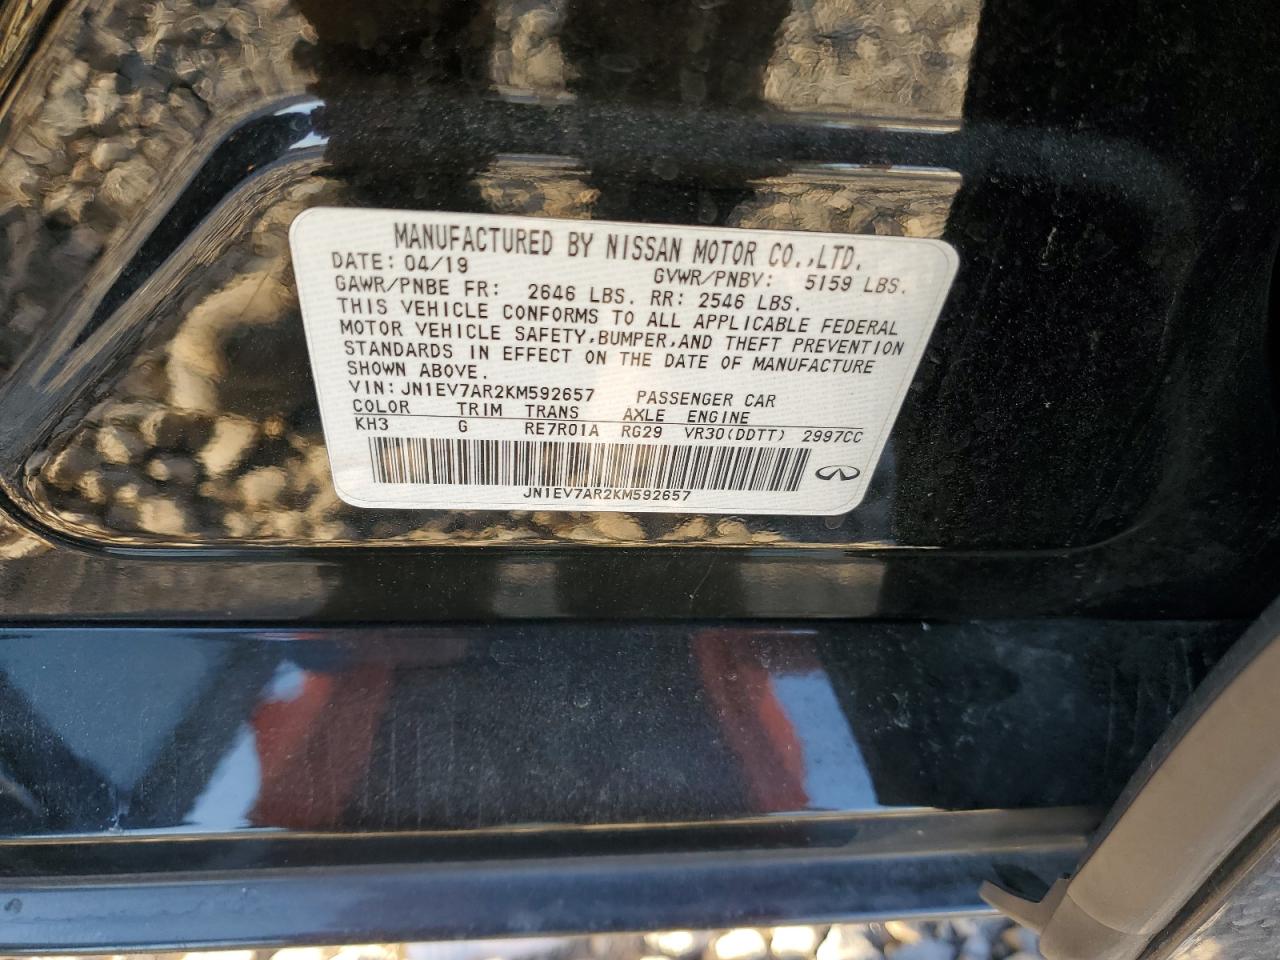 MANUFACTURED BY NISSAN MOTOR CO.,LTD.
DATE: 04/19 GVWR/PNBV: 5159 LBS.
GAWR/PNBE FR: 2646 LBS. RR: 2546 LBS.
THIS VEHICLE CONFORMS TO ALL APPLICABLE FEDERAL
MOTOR VEHICLE SAFETY,BUMPER,AND THEFT PREVENTION
STANDARDS IN EFFECT ON THE DATE OF MANUFACTURE
SHOWN ABOVE.
VIN: JN1EV7AR2KM592657 PASSENGER CAR
COLOR TRIM TRANS AXLE ENGINE
KH3 G RE7R01A RG29 VR30(DDTT) 2997CC
JN1EV7AR2KM592657